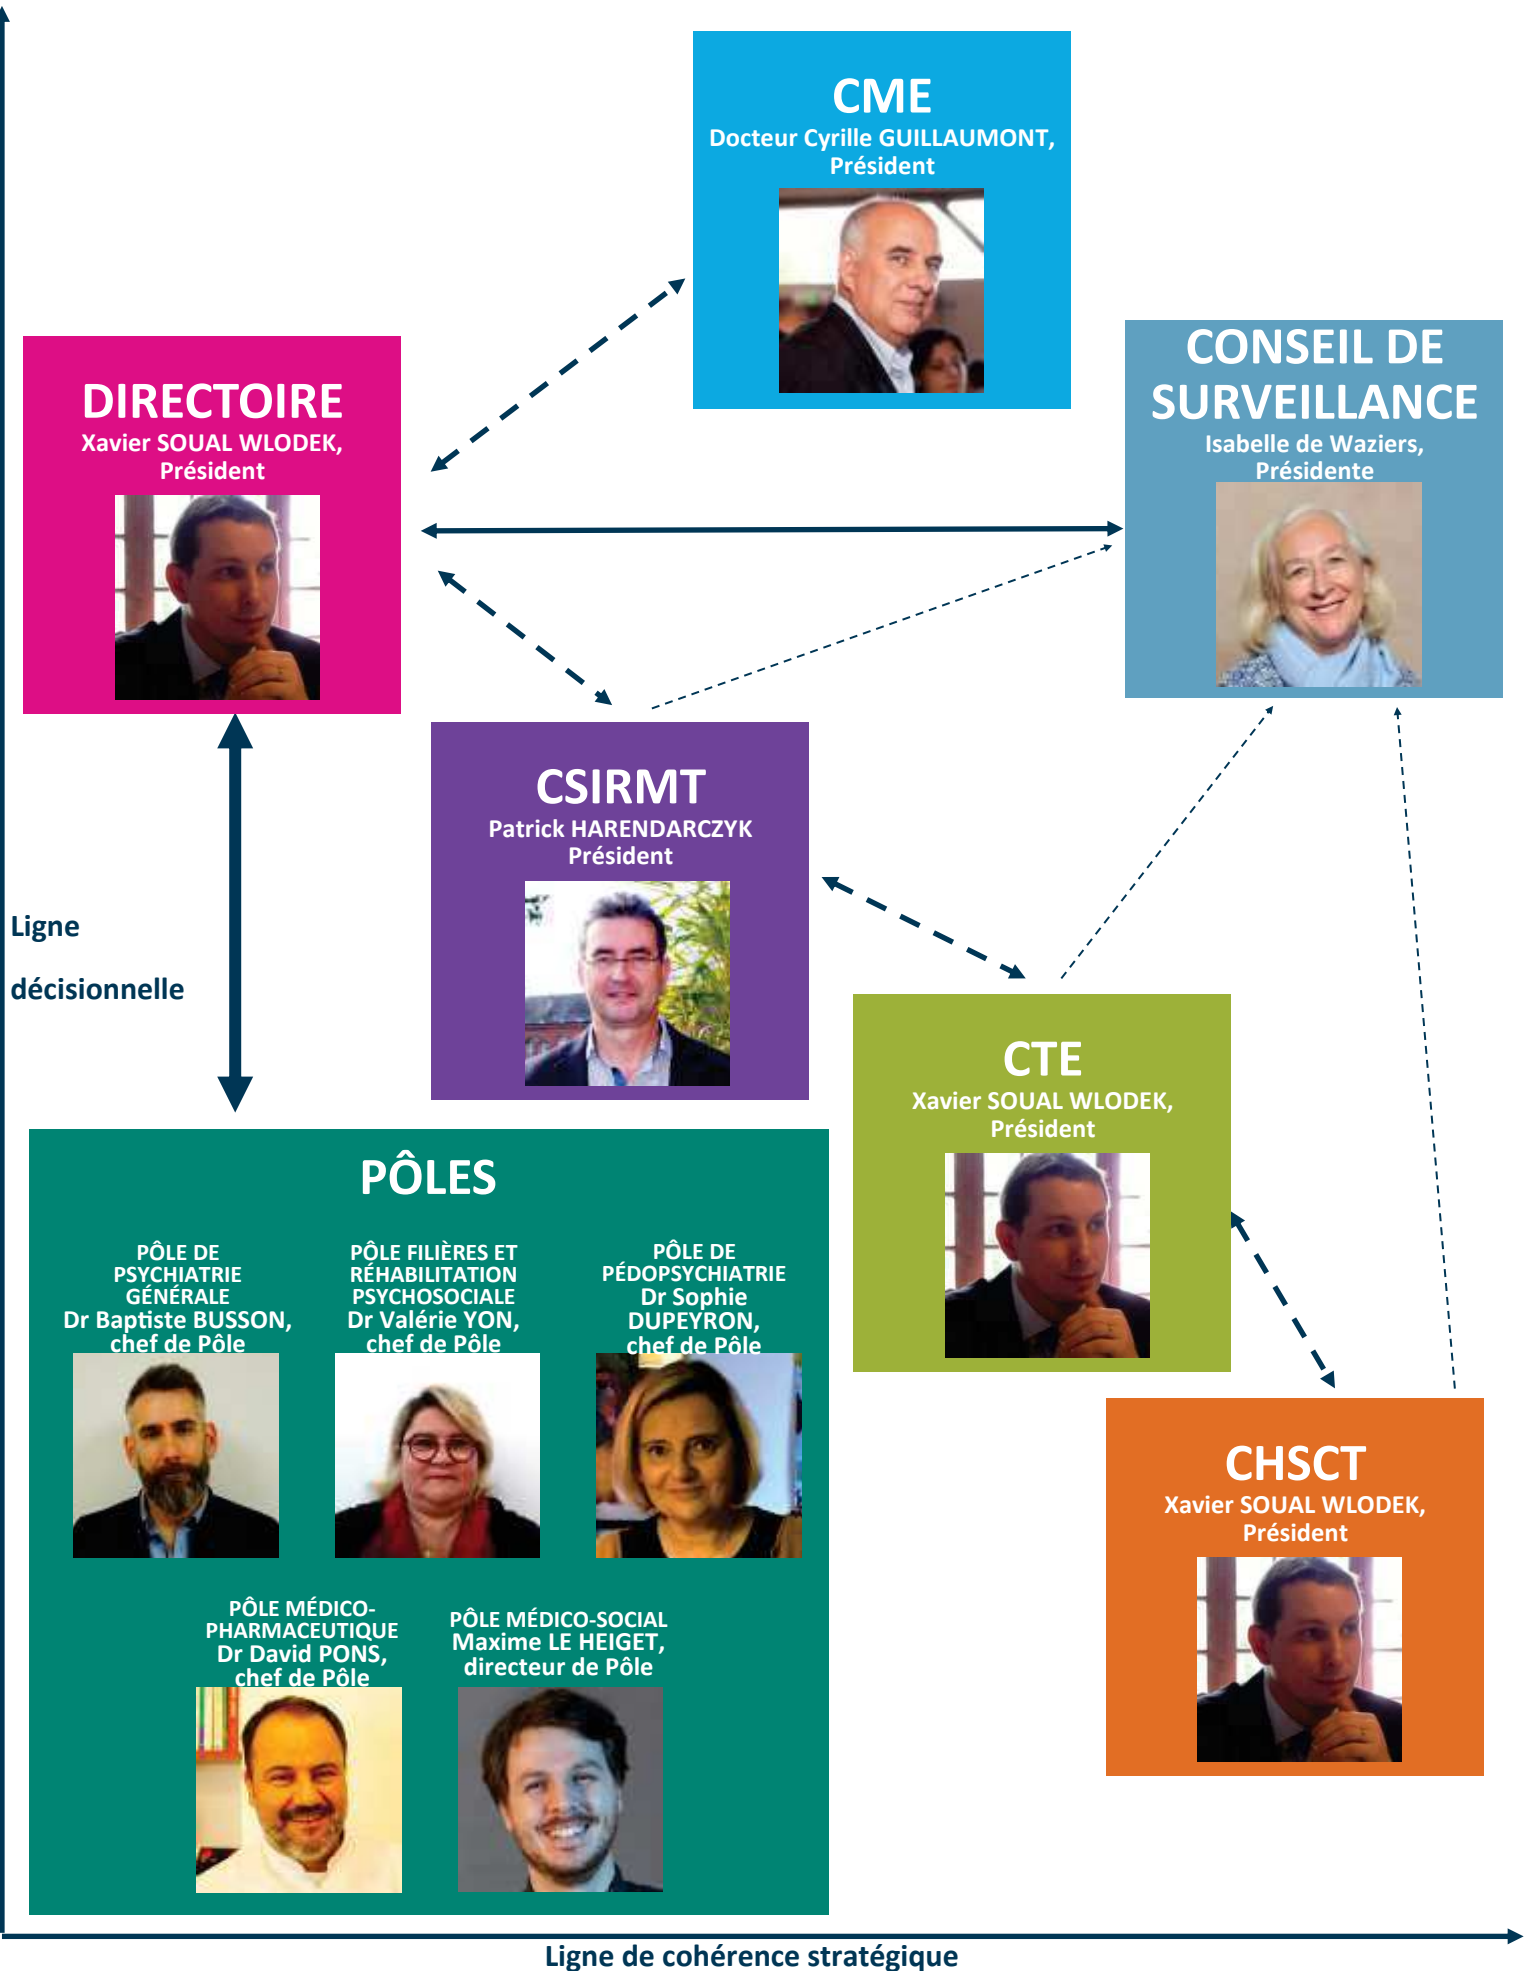 CME
Docteur Cyrille GUILLAUMONT,
Président
CONSEIL DE
SURVEILLANCE
Isabelle de Waziers,
Présidente
DIRECTOIRE
Xavier SOUAL WLODEK,
Président
CSIRMT
Patrick HARENDARCZYK
Président
Ligne
décisionnelle
CTE
Xavier SOUAL WLODEK,
Président
PÔLES
PÔLE DE
PSYCHIATRIE
GÉNÉRALE
Dr Baptiste BUSSON,
chef de Pôle
PÔLE FILIÈRES ET
RÉHABILITATION
PSYCHOSOCIALE
Dr Valérie YON,
chef de Pôle
PÔLE DE
PÉDOPSYCHIATRIE
Dr Sophie
DUPEYRON,
chef de Pôle
CHSCT
Xavier SOUAL WLODEK,
Président
PÔLE MÉDICO-
PHARMACEUTIQUE
Dr David PONS,
chef de Pôle
PÔLE MÉDICO-SOCIAL
Maxime LE HEIGET,
directeur de Pôle
Ligne de cohérence stratégique